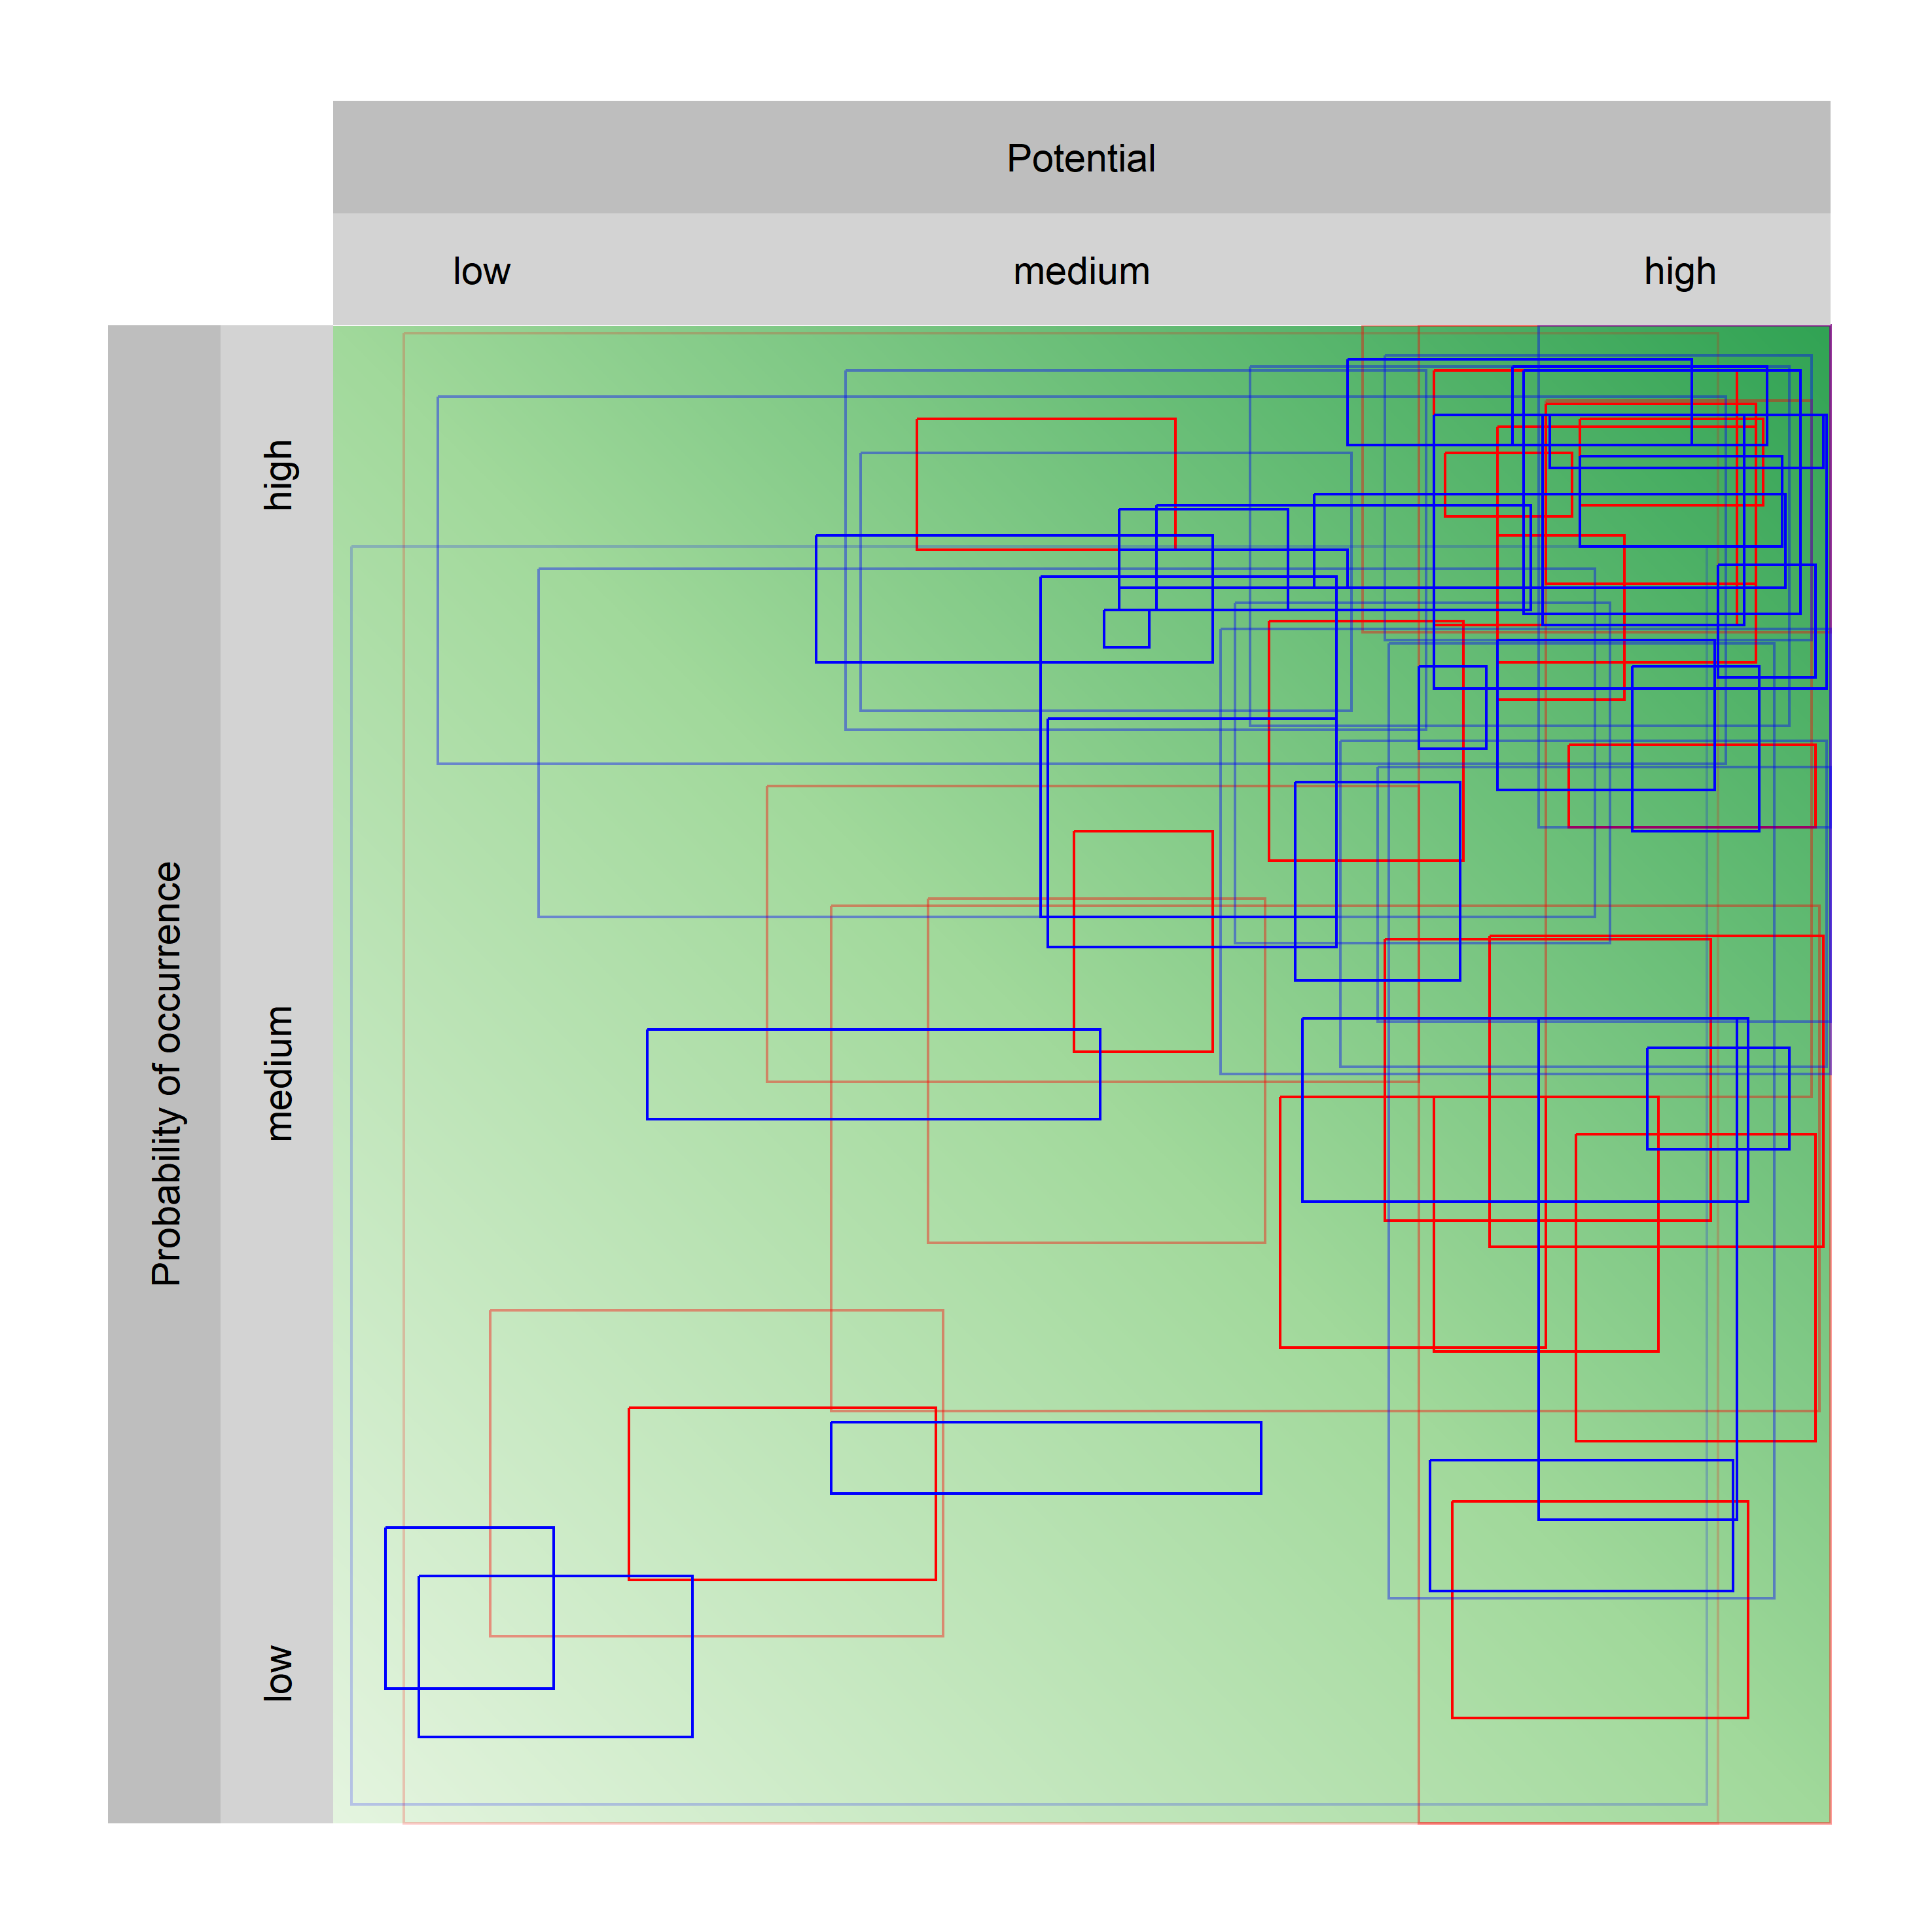 Potential
low medium high
Probability of occurrence
high
medium
low